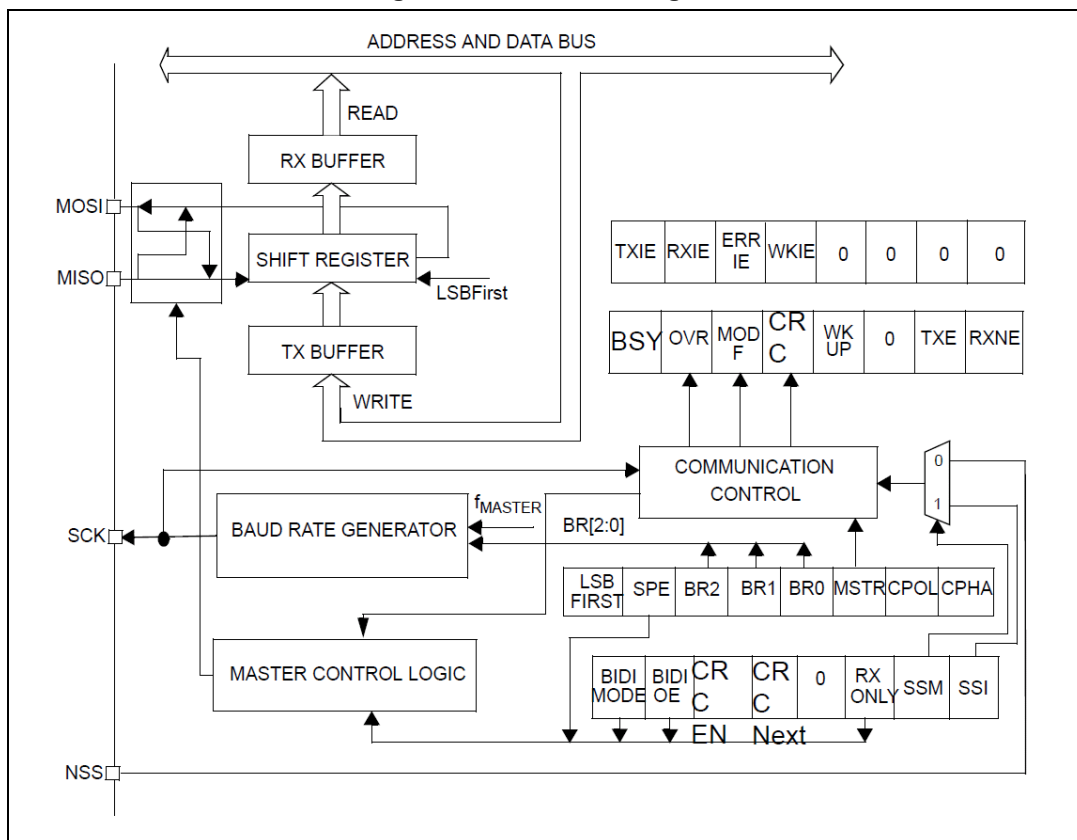 ADDRESS AND DATA BUS
READ
RX BUFFER
MOSI
SHIFT REGISTER
MISO
LSBFirst
TX BUFFER
WRITE
TXIE RXIE ERR IE WKIE 0 0 0 0
BSY OVR MOD F CR C WK UP 0 TXE RXNE
COMMUNICATION
CONTROL
0
1
fMASTER
SCK
BAUD RATE GENERATOR
BR[2:0]
LSB FIRST SPE BR2 BR1 BR0 MSTR CPOL CPHA
MASTER CONTROL LOGIC
BIDI MODE BIDI OE CR C EN CR C Next 0 RX ONLY SSM SSI
NSS